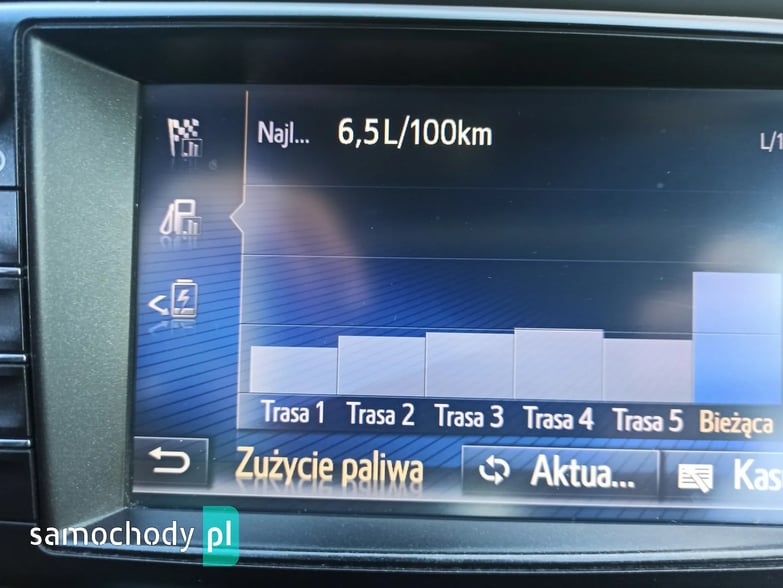 Najl... 6,5L/100km L/1
Trasa 1 Trasa 2 Trasa 3 Trasa 4 Trasa 5 Bieżąca
Zużycie paliwa Aktua... Kas
samochody pl